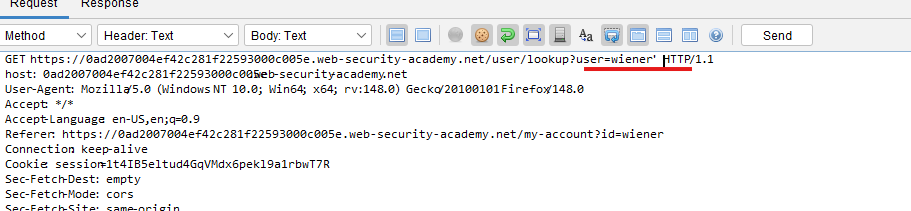 Request Response
Method Header: Text Body: Text Send
GET https://0ad2007004ef42c281f22593000c005e.web-security-academy.net/user/lookup?user=wiener' HTTP/1.1
host: 0ad2007004ef42c281f22593000c005e.web-security-academy.net
User-Agent: Mozilla/5.0 (Windows NT 10.0; Win64; x64; rv:148.0) Gecko/20100101 Firefox/148.0
Accept: */*
Accept-Language: en-US,en;q=0.9
Referer: https://0ad2007004ef42c281f22593000c005e.web-security-academy.net/my-account?id=wiener
Connection: keep-alive
Cookie: session=1t4IB5eltud4GqVMdx6pekl9a1rbwT7R
Sec-Fetch-Dest: empty
Sec-Fetch-Mode: cors
Sec-Fetch-Site: same-origin